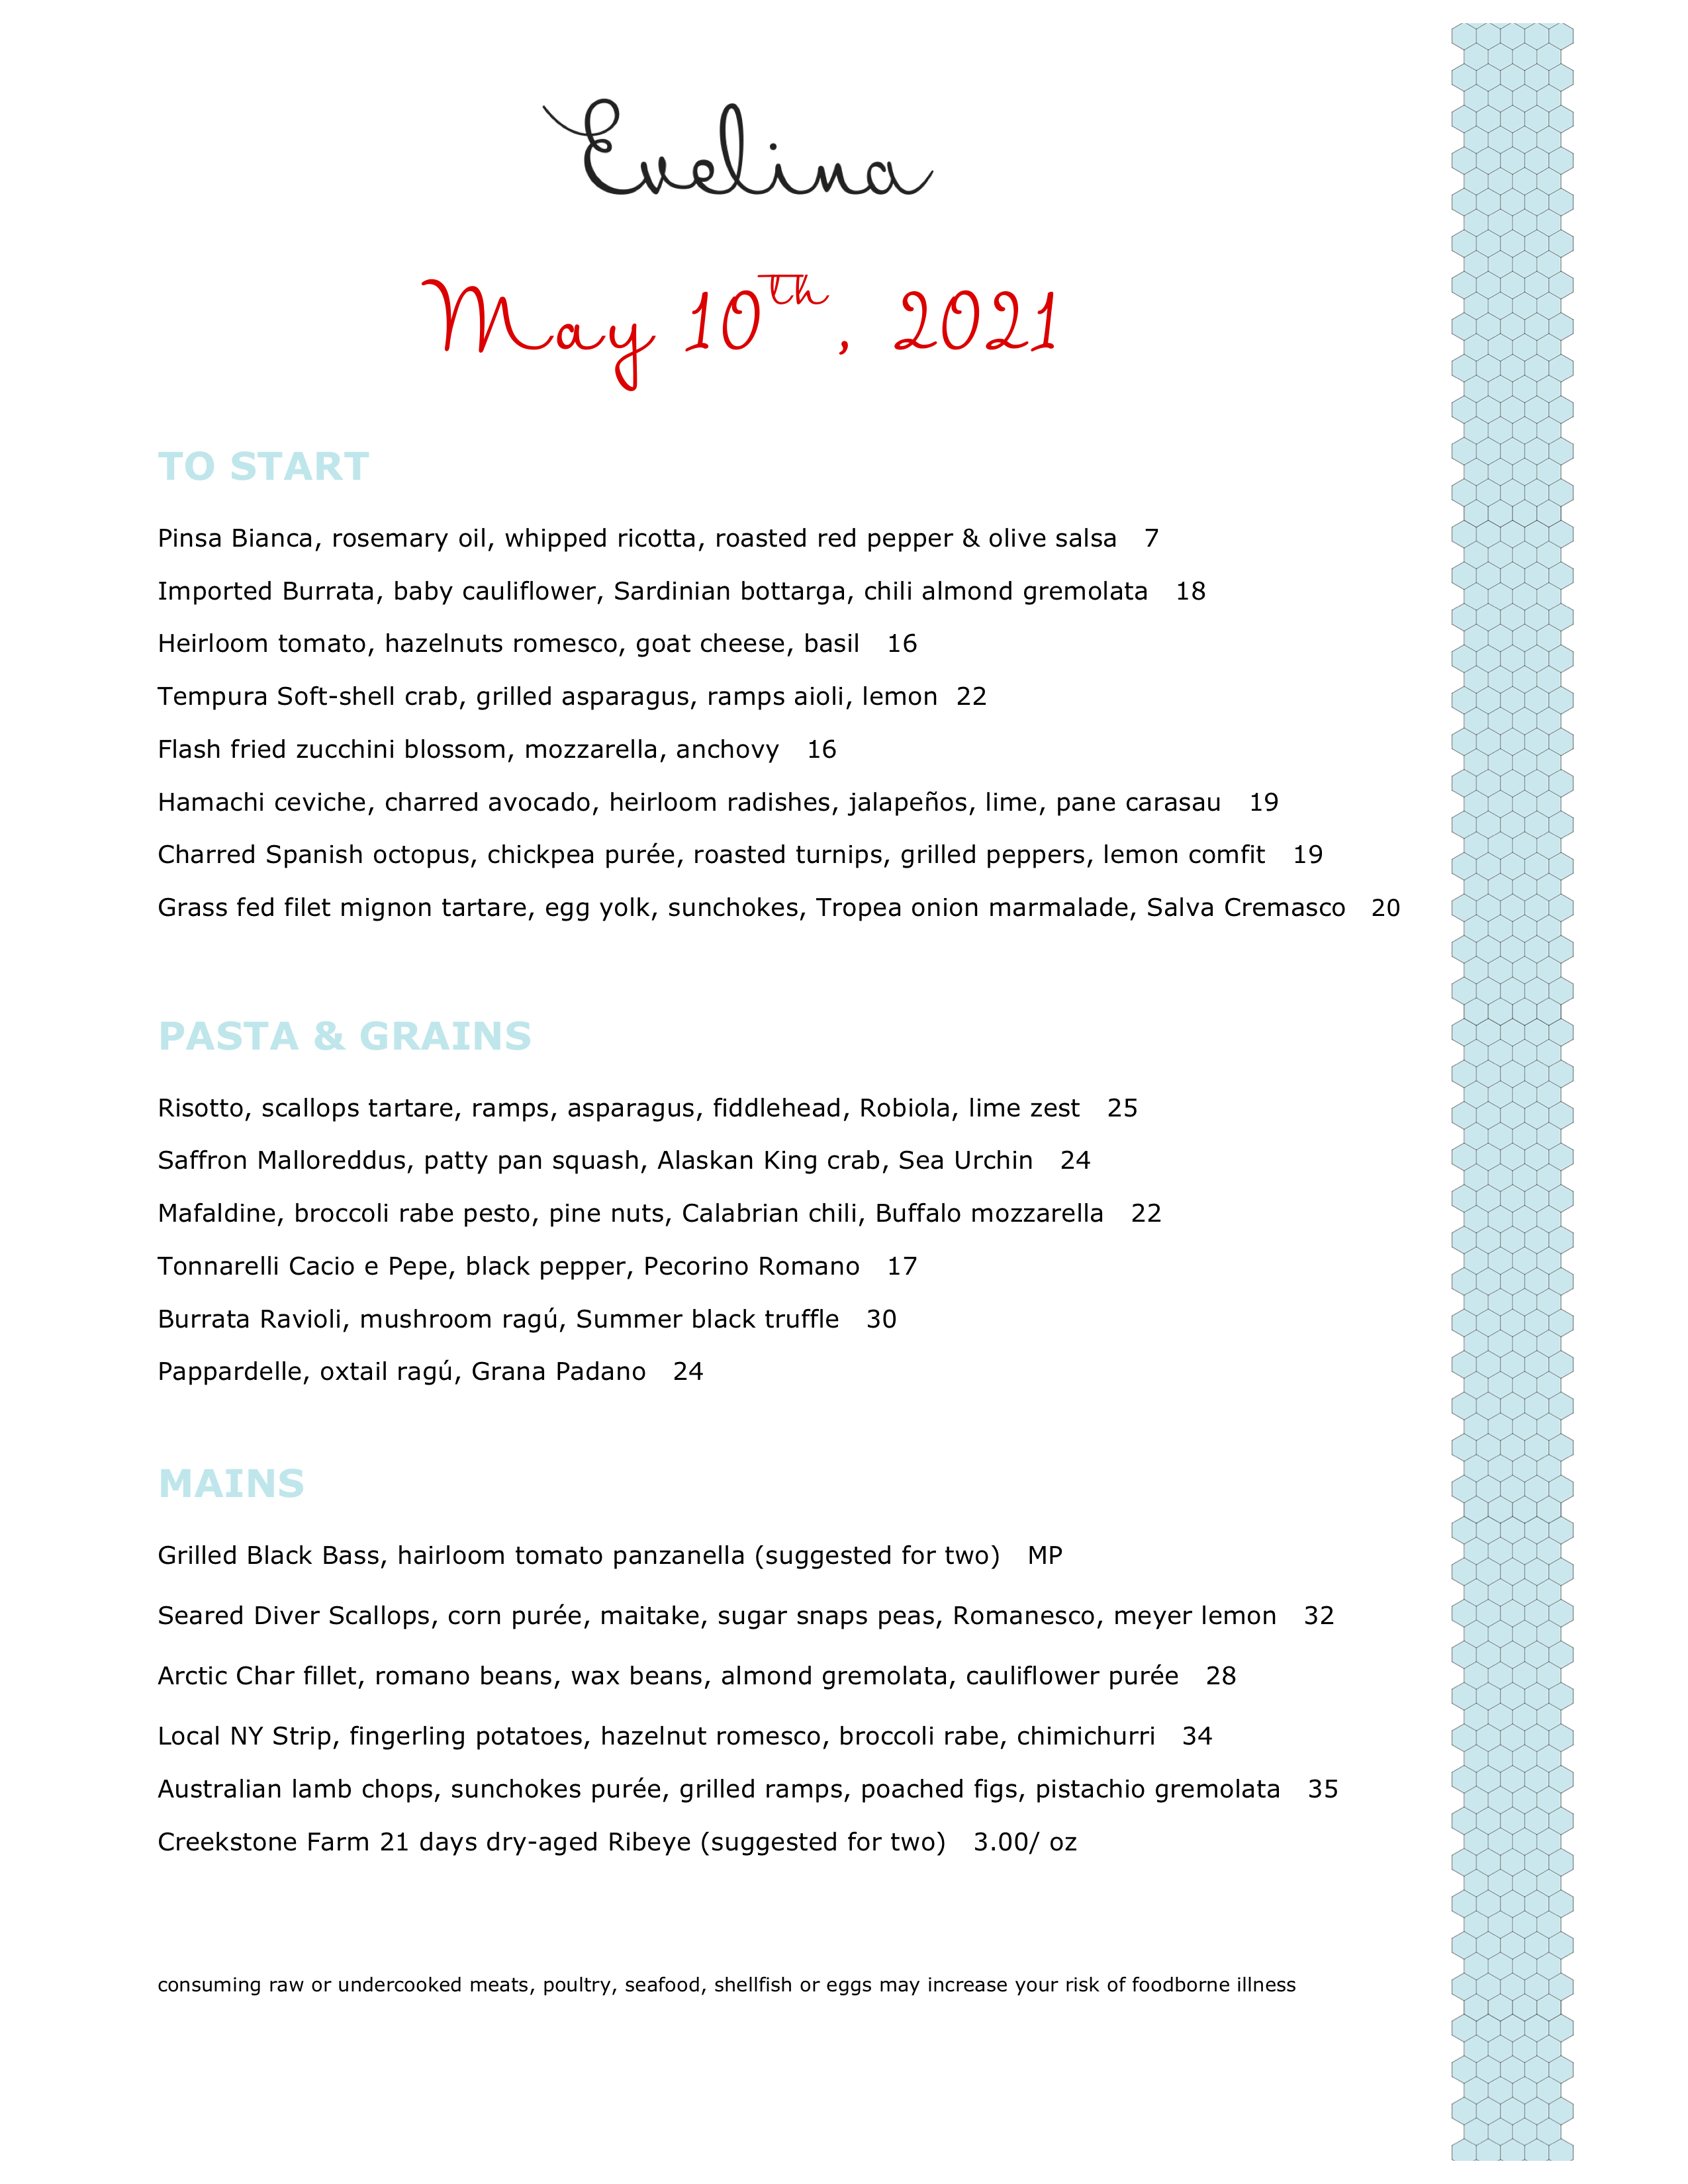 Evelina
May 10th, 2021
TO START
Pinsa Bianca, rosemary oil, whipped ricotta, roasted red pepper & olive salsa 7
Imported Burrata, baby cauliflower, Sardinian bottarga, chili almond gremolata 18
Heirloom tomato, hazelnuts romesco, goat cheese, basil 16
Tempura Soft-shell crab, grilled asparagus, ramps aioli, lemon 22
Flash fried zucchini blossom, mozzarella, anchovy 16
Hamachi ceviche, charred avocado, heirloom radishes, jalapeños, lime, pane carasau 19
Charred Spanish octopus, chickpea purée, roasted turnips, grilled peppers, lemon comfit 19
Grass fed filet mignon tartare, egg yolk, sunchokes, Tropea onion marmalade, Salva Cremasco 20
PASTA & GRAINS
Risotto, scallops tartare, ramps, asparagus, fiddlehead, Robiola, lime zest 25
Saffron Malloreddus, patty pan squash, Alaskan King crab, Sea Urchin 24
Mafaldine, broccoli rabe pesto, pine nuts, Calabrian chili, Buffalo mozzarella 22
Tonnarelli Cacio e Pepe, black pepper, Pecorino Romano 17
Burrata Ravioli, mushroom ragú, Summer black truffle 30
Pappardelle, oxtail ragú, Grana Padano 24
MAINS
Grilled Black Bass, hairloom tomato panzanella (suggested for two) MP
Seared Diver Scallops, corn purée, maitake, sugar snaps peas, Romanesco, meyer lemon 32
Arctic Char fillet, romano beans, wax beans, almond gremolata, cauliflower purée 28
Local NY Strip, fingerling potatoes, hazelnut romesco, broccoli rabe, chimichurri 34
Australian lamb chops, sunchokes purée, grilled ramps, poached figs, pistachio gremolata 35
Creekstone Farm 21 days dry-aged Ribeye (suggested for two) 3.00/ oz
consuming raw or undercooked meats, poultry, seafood, shellfish or eggs may increase your risk of foodborne illness